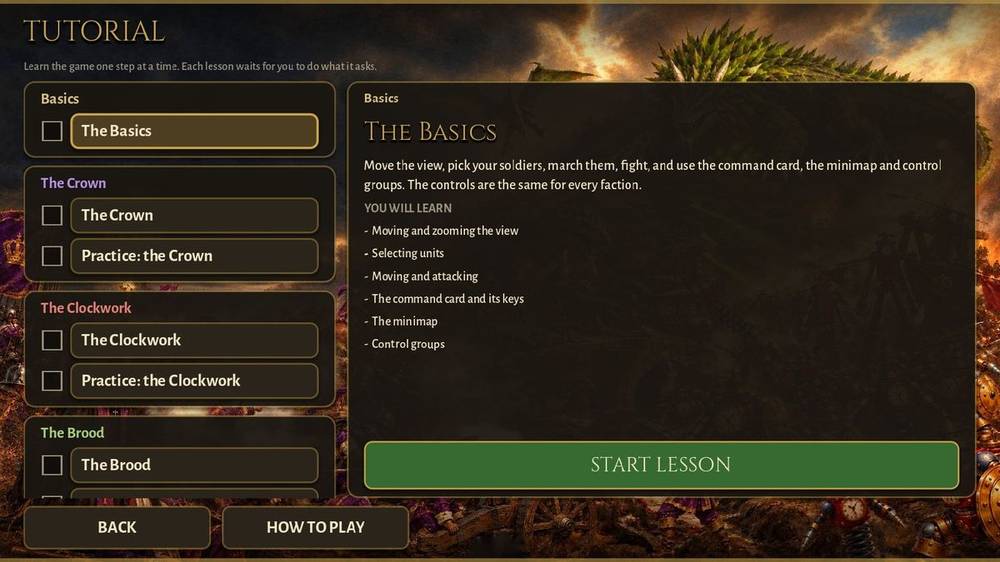 TUTORIAL
Learn the game one step at a time. Each lesson waits for you to do what it asks.
Basics
The Basics
The Crown
The Crown
Practice: the Crown
The Clockwork
The Clockwork
Practice: the Clockwork
The Brood
The Brood
Basics
The Basics
Move the view, pick your soldiers, march them, fight, and use the command card, the minimap and control
groups. The controls are the same for every faction.
YOU WILL LEARN
- Moving and zooming the view
- Selecting units
- Moving and attacking
- The command card and its keys
- The minimap
- Control groups
START LESSON
BACK
HOW TO PLAY